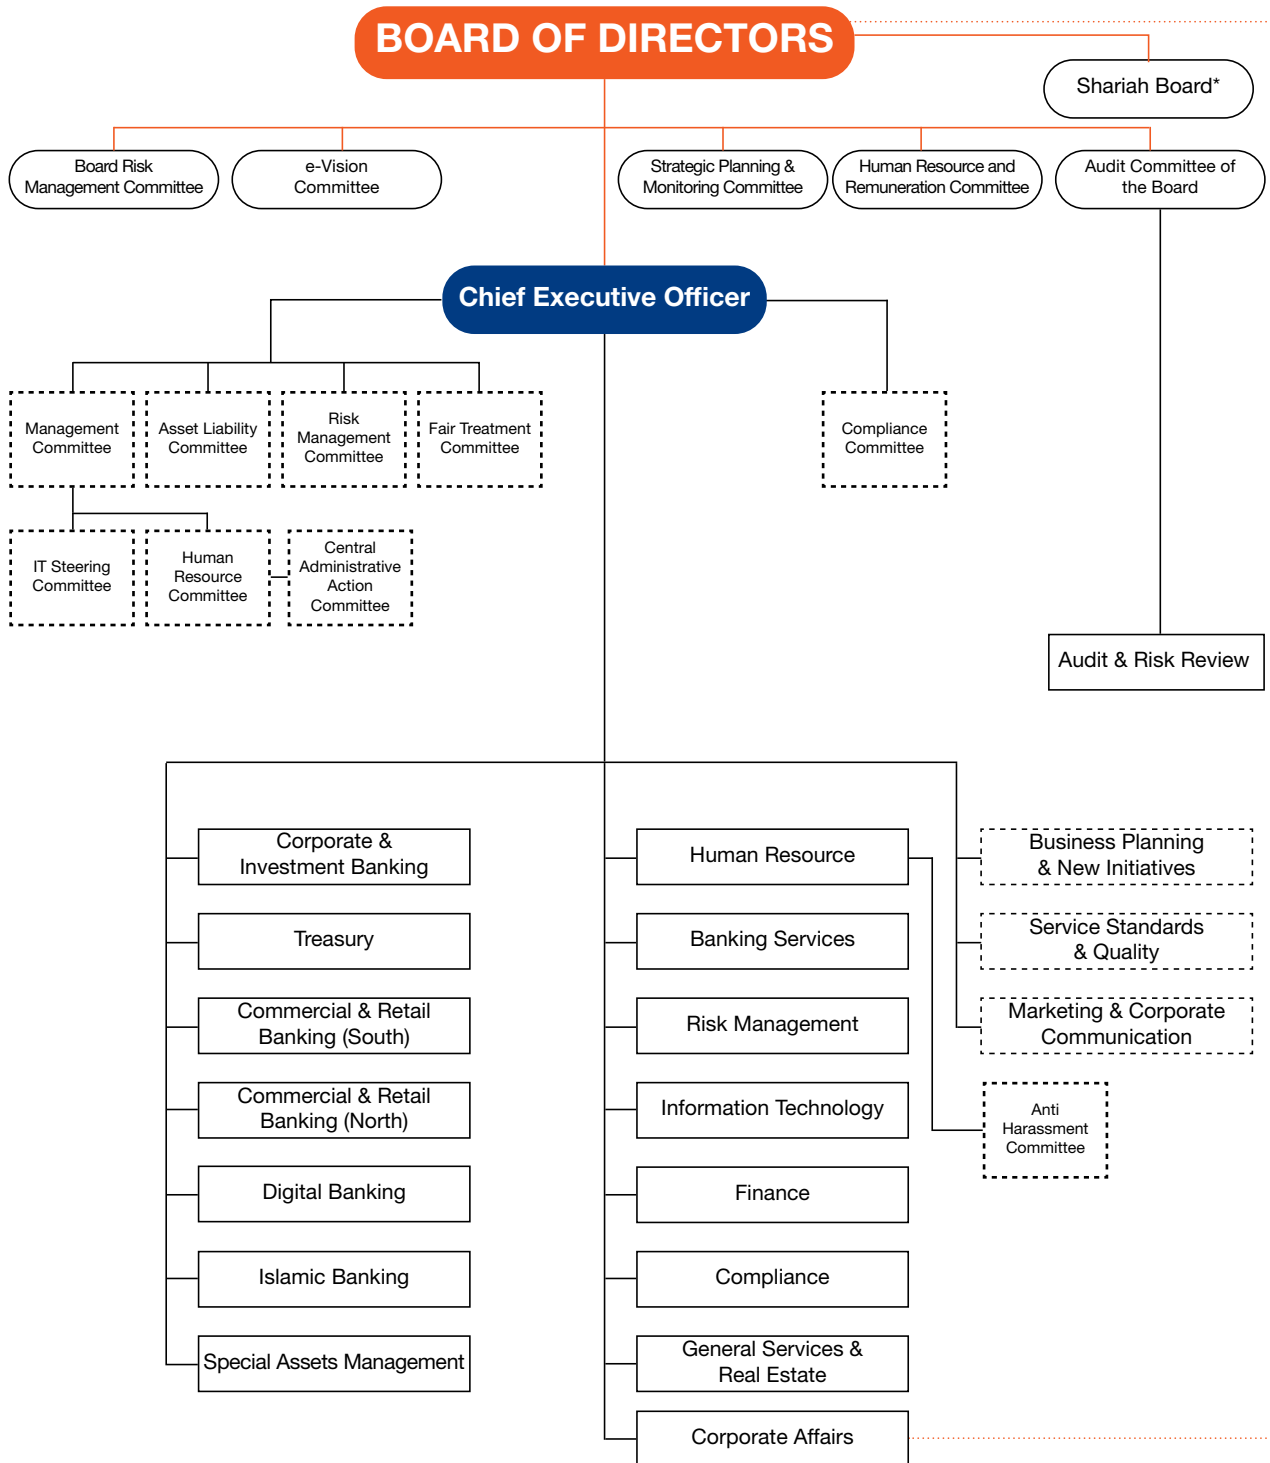 BOARD OF DIRECTORS
Shariah Board*
Board Risk
Management Committee
e-Vision
Committee
Strategic Planning &
Monitoring Committee
Human Resource and
Remuneration Committee
Audit Committee of
the Board
Chief Executive Officer
Management
Committee
Asset Liability
Committee
Risk
Management
Committee
Fair Treatment
Committee
Compliance
Committee
IT Steering
Committee
Human
Resource
Committee
Central
Administrative
Action
Committee
Audit & Risk Review
Corporate &
Investment Banking
Treasury
Commercial & Retail
Banking (South)
Commercial & Retail
Banking (North)
Digital Banking
Islamic Banking
Special Assets Management
Human Resource
Banking Services
Risk Management
Information Technology
Finance
Compliance
General Services &
Real Estate
Corporate Affairs
Business Planning
& New Initiatives
Service Standards
& Quality
Marketing & Corporate
Communication
Anti
Harassment
Committee